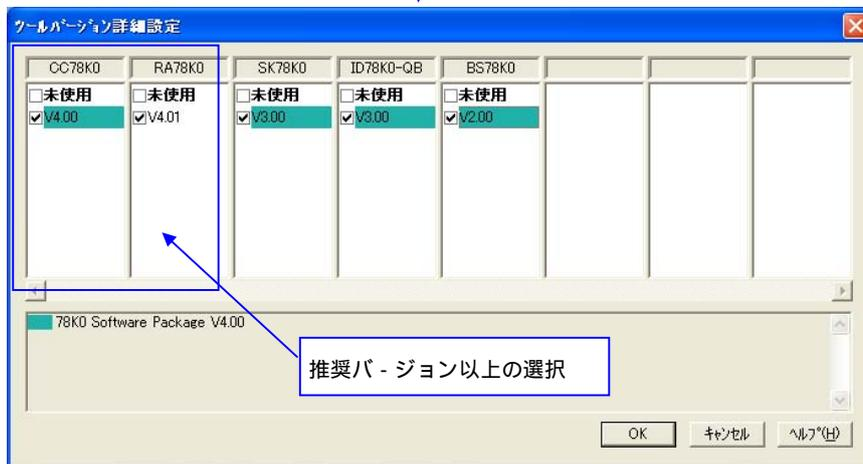 ツールバージョン詳細設定
CC78K0 RA78K0 SK78K0 ID78K0-QB BS78K0
未使用 未使用 未使用 未使用 未使用
V4.00 V4.01 V3.00 V3.00 V2.00
78K0 Software Package V4.00
推奨バ - ジョン以上の選択
OK キャンセル ヘルプ(H)